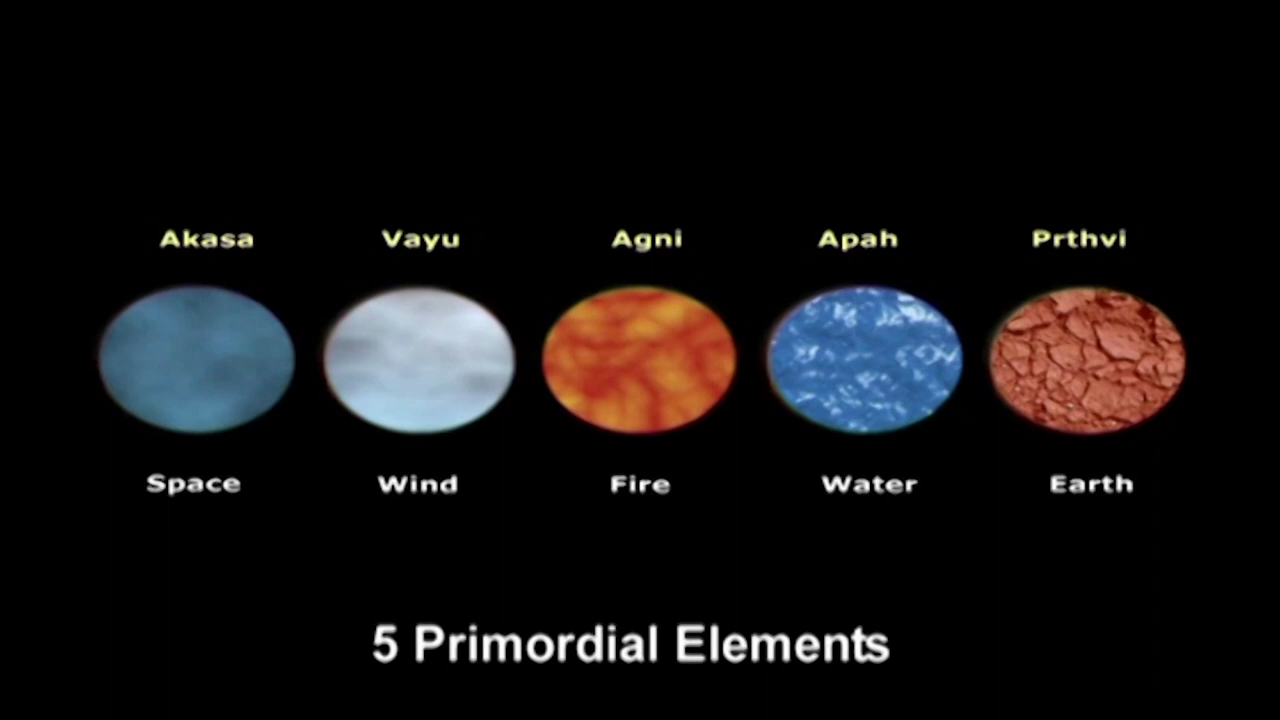 Akasa Vayu Agni Apah Prthvi
Space Wind Fire Water Earth
5 Primordial Elements